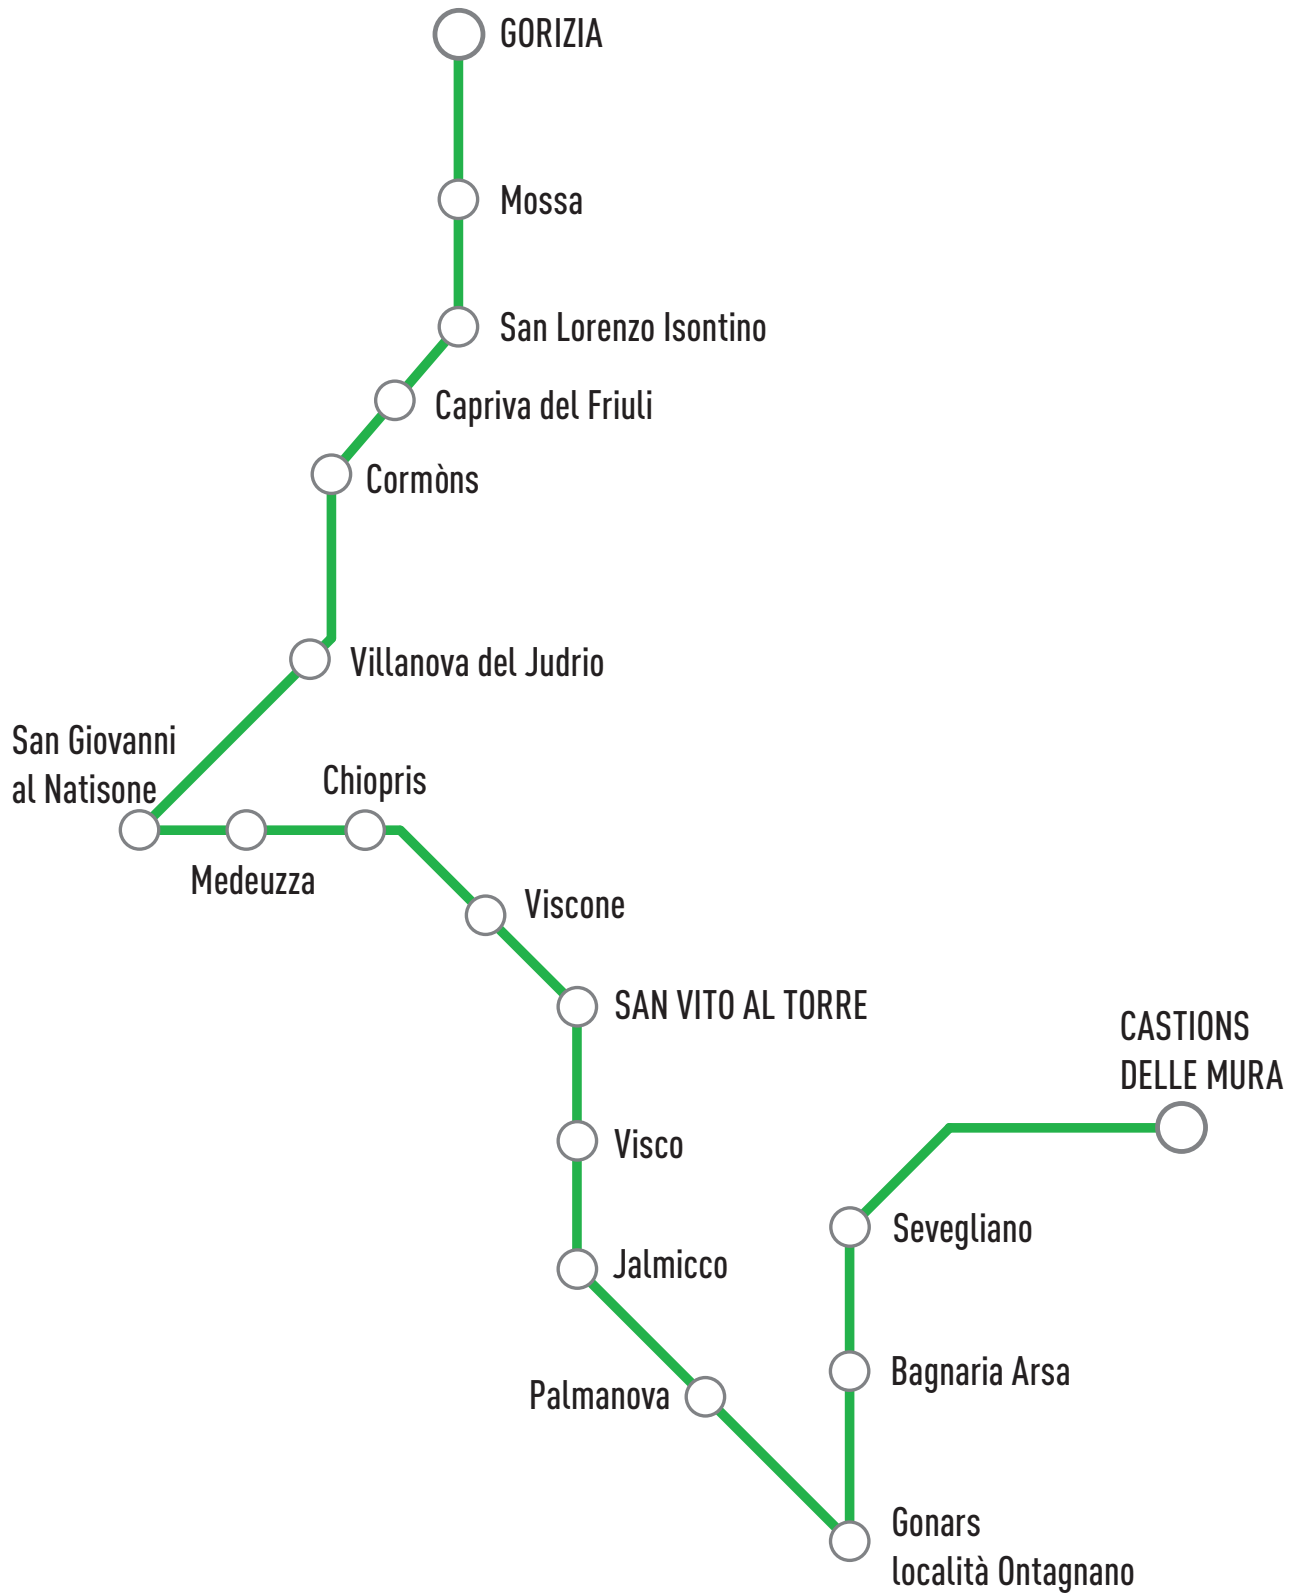 GORIZIA
Mossa
San Lorenzo Isontino
Capriva del Friuli
Cormòns
Villanova del Judrio
San Giovanni
al Natisone
Chiopris
Medeuzza
Viscone
SAN VITO AL TORRE
CASTIONS
DELLE MURA
Visco
Sevegliano
Jalmicco
Bagnaria Arsa
Palmanova
Gonars
località Ontagnano